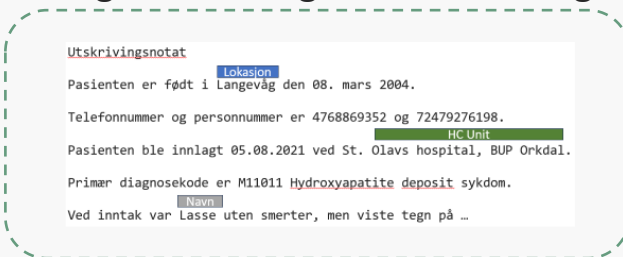 Utskrivingsnotat
Lokasjon
Pasienten er født i Langevåg den 08. mars 2004.
Telefonnummer og personnummer er 4768869352 og 72479276198.
HC Unit
Pasienten ble innlagt 05.08.2021 ved St. Olavs hospital, BUP Orkdal.
Primær diagnosekode er M11011 Hydroxyapatite deposit sykdom.
Navn
Ved inntak var Lasse uten smerter, men viste tegn på …